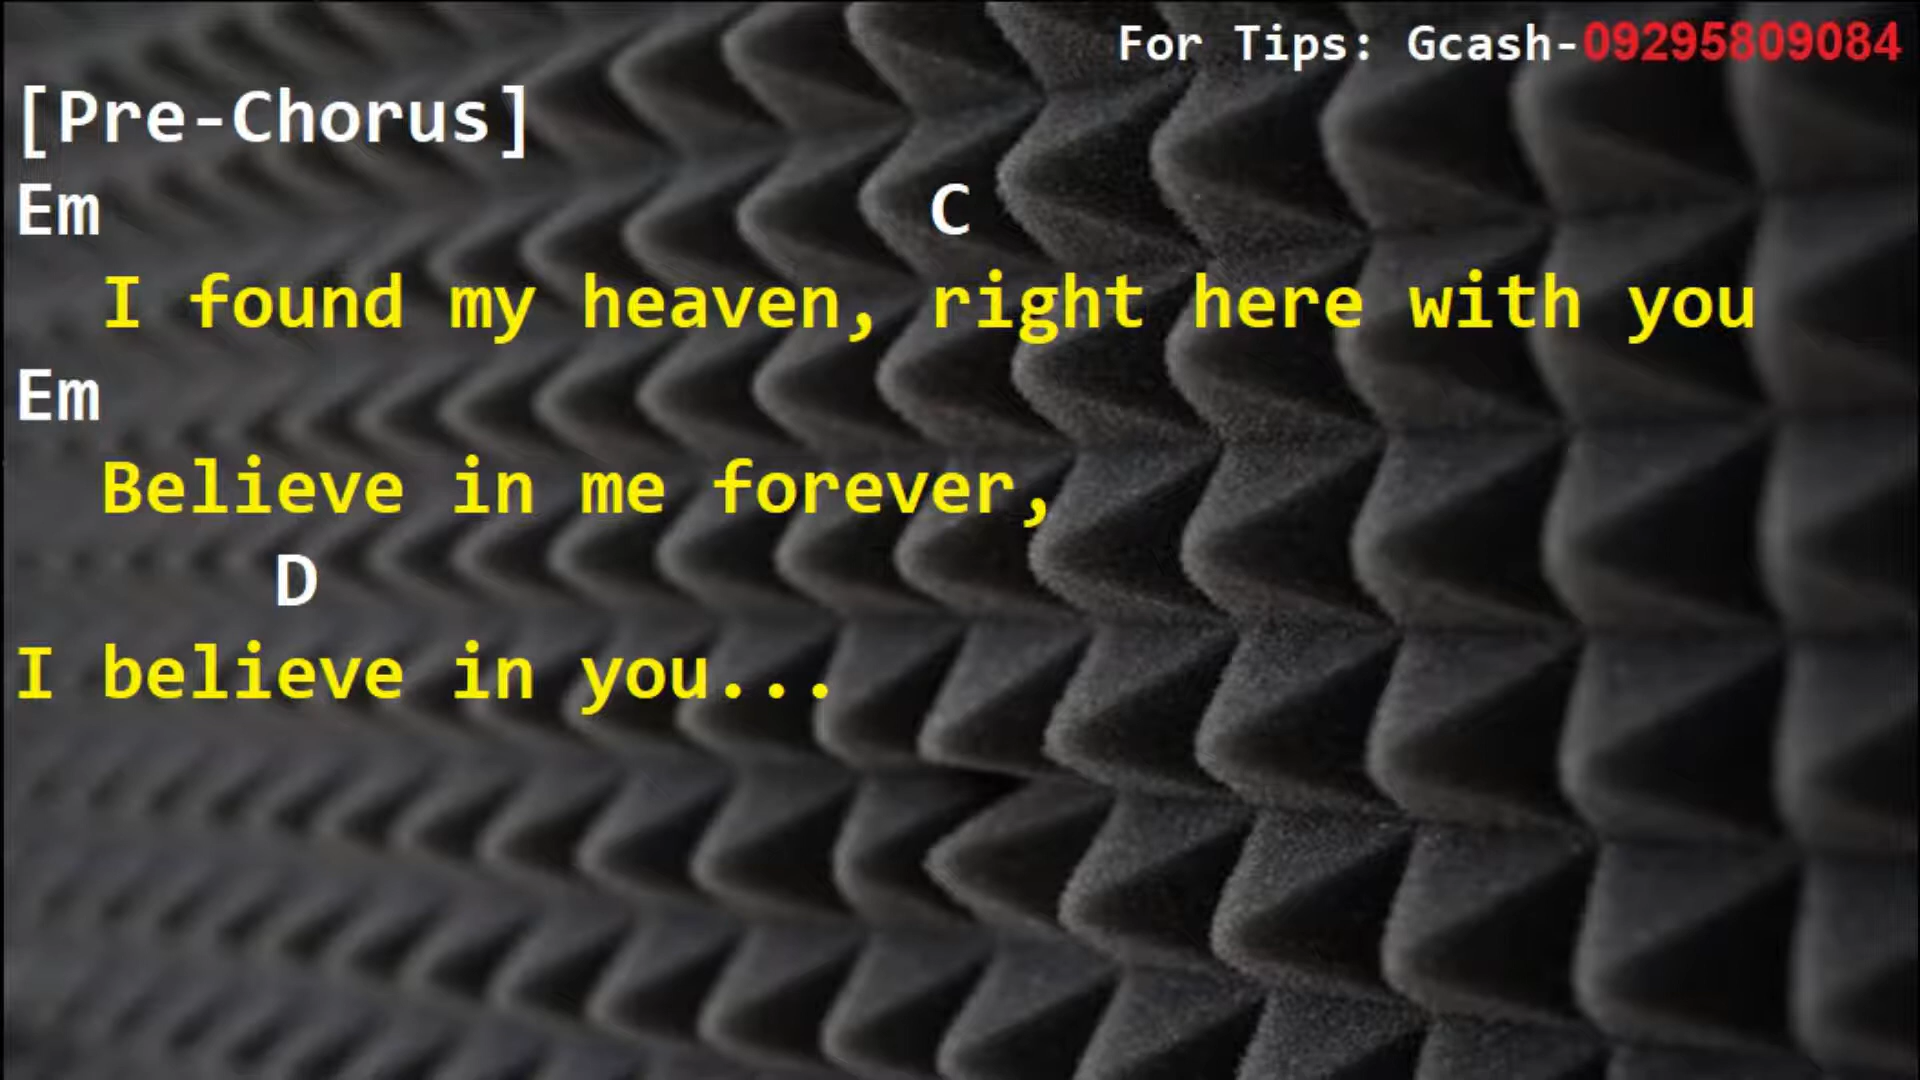 For Tips: Gcash-09295809084
[Pre-Chorus]
Em C
I found my heaven, right here with you
Em
Believe in me forever,
D
I believe in you...